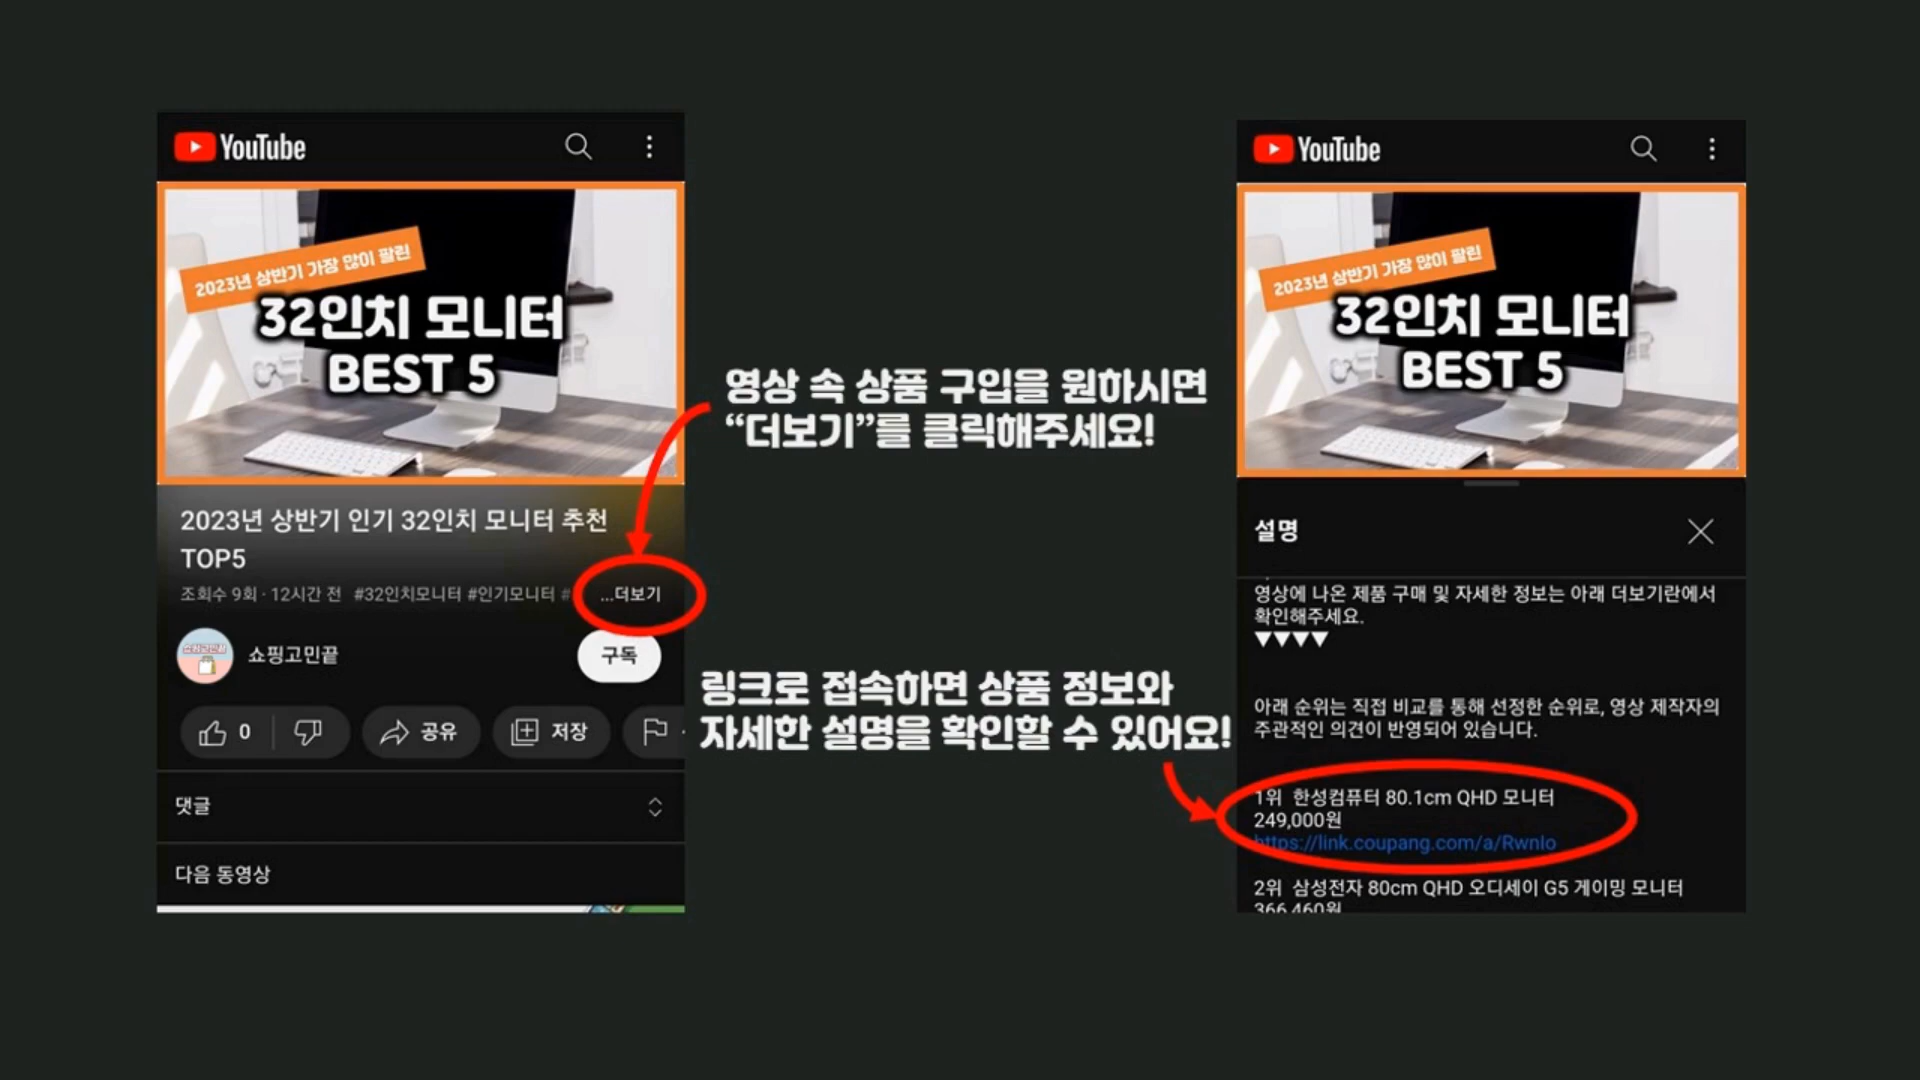 YouTube
2023년 상반기 가장 많이 팔린
32인치 모니터
BEST 5
2023년 상반기 인기 32인치 모니터 추천
TOP5
조회수 9회 · 12시간 전 #32인치모니터 #인기모니터 # ...더보기
쇼핑고민끝
쇼핑고민끝
구독
0
공유
저장
댓글
다음 동영상
영상 속 상품 구입을 원하시면
“더보기”를 클릭해주세요!
링크로 접속하면 상품 정보와
자세한 설명을 확인할 수 있어요!
YouTube
2023년 상반기 가장 많이 팔린
32인치 모니터
BEST 5
설명
영상에 나온 제품 구매 및 자세한 정보는 아래 더보기란에서
확인해주세요.
▼▼▼▼
아래 순위는 직접 비교를 통해 선정한 순위로, 영상 제작자의
주관적인 의견이 반영되어 있습니다.
1위 한성컴퓨터 80.1cm QHD 모니터
249,000원
https://link.coupang.com/a/Rwnlo
2위 삼성전자 80cm QHD 오디세이 G5 게이밍 모니터
366,460원